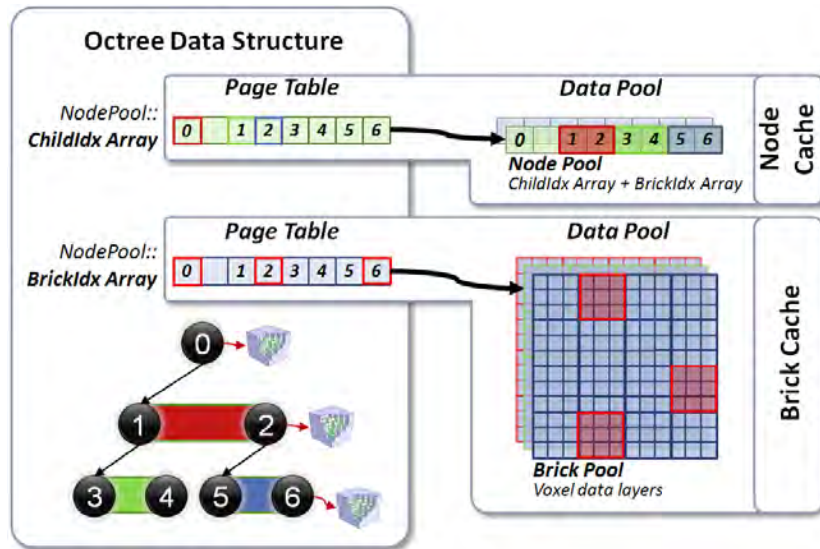 Octree Data Structure
Page Table
Data Pool
NodePool::
ChildIdx Array
0 1 2 3 4 5 6
0 1 2 3 4 5 6
Node Pool
ChildIdx Array + BrickIdx Array
Node
Cache
Page Table
Data Pool
NodePool::
BrickIdx Array
0 1 2 3 4 5 6
Brick Pool
Voxel data layers
Brick Cache
0
1 2
3 4 5 6